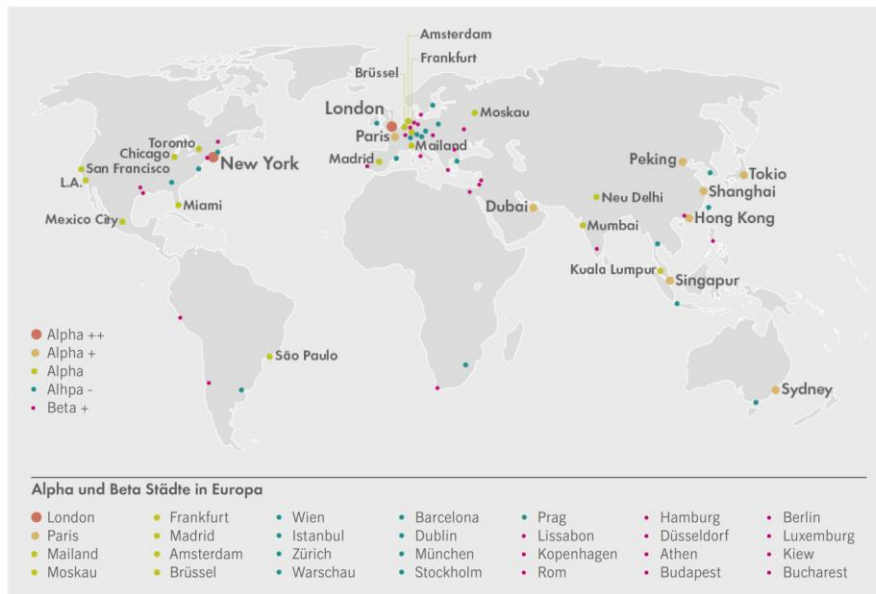 Amsterdam
Frankfurt
Brüssel
London
Moskau
Paris
Mailand
Madrid
Toronto
Chicago
New York
San Francisco
L.A.
Miami
Mexico City
Peking
Tokio
Shanghai
Neu Delhi
Dubai
Hong Kong
Mumbai
Kuala Lumpur
Singapur
São Paulo
Sydney
Alpha ++
Alpha +
Alpha
Alhpa -
Beta +
Alpha und Beta Städte in Europa
London Frankfurt Wien Barcelona Prag Hamburg Berlin
Paris Madrid Istanbul Dublin Lissabon Düsseldorf Luxemburg
Mailand Amsterdam Zürich München Kopenhagen Athen Kiew
Moskau Brüssel Warschau Stockholm Rom Budapest Bucharest